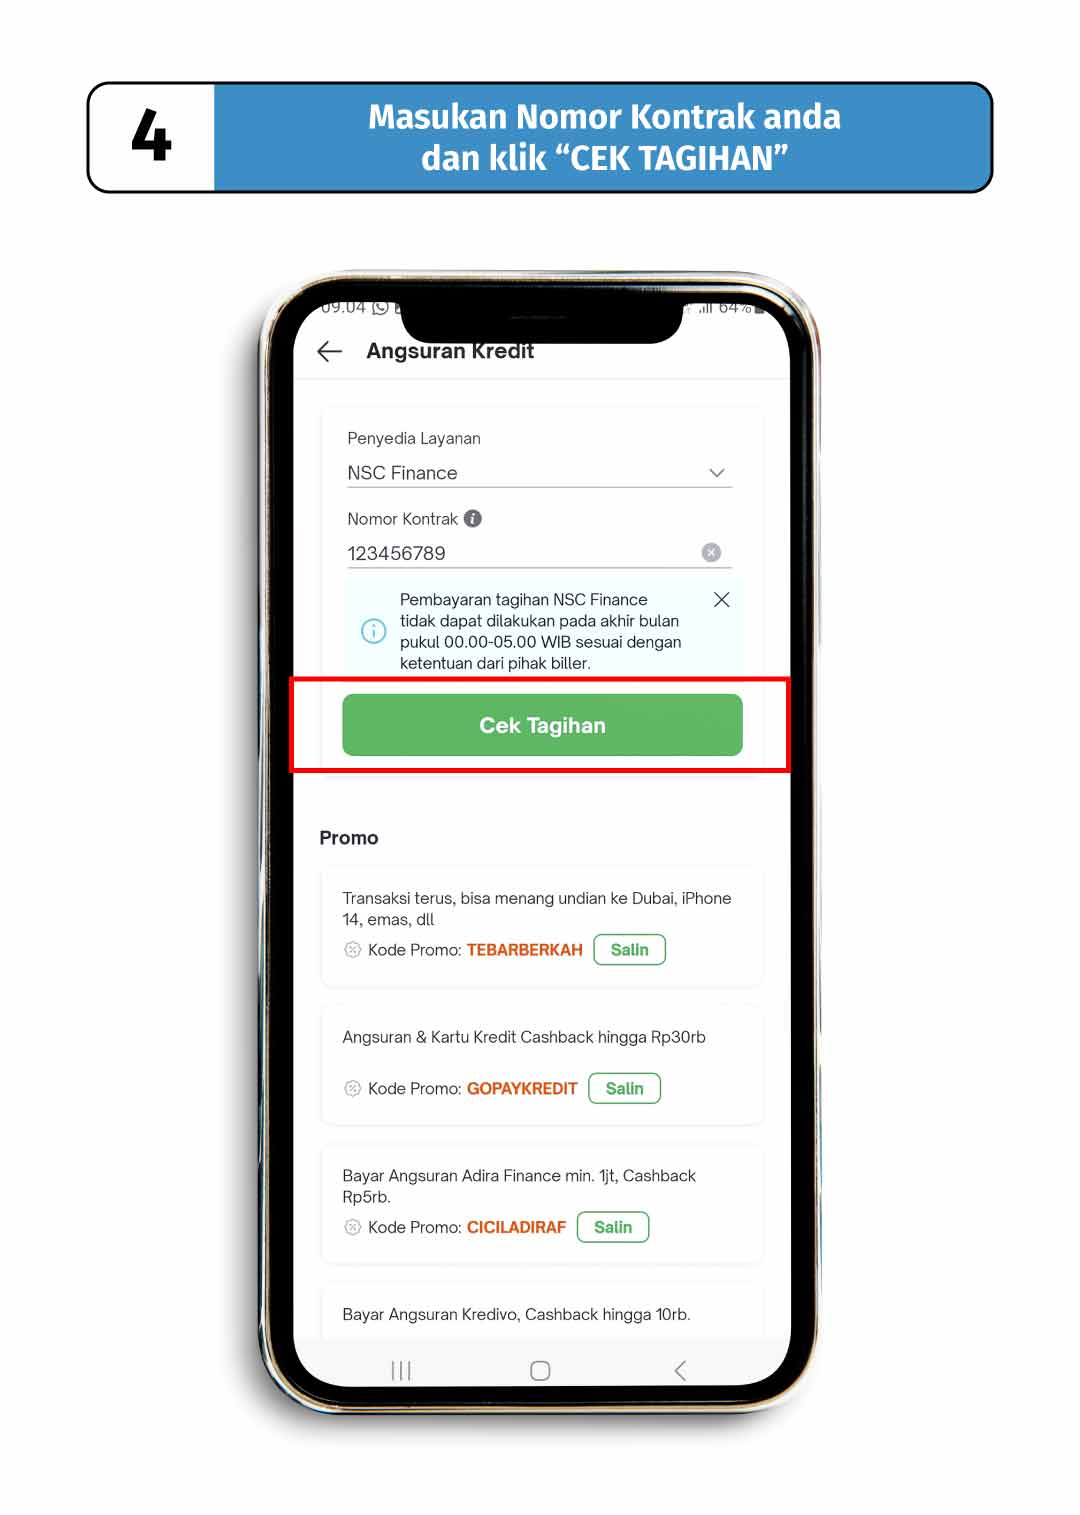 4
Masukan Nomor Kontrak anda
dan klik “CEK TAGIHAN”
09.04
64%
Angsuran Kredit
Penyedia Layanan
NSC Finance
Nomor Kontrak
123456789
Pembayaran tagihan NSC Finance
tidak dapat dilakukan pada akhir bulan
pukul 00.00-05.00 WIB sesuai dengan
ketentuan dari pihak biller.
Cek Tagihan
Promo
Transaksi terus, bisa menang undian ke Dubai, iPhone
14, emas, dll
Kode Promo: TEBARBERKAH Salin
Angsuran & Kartu Kredit Cashback hingga Rp30rb
Kode Promo: GOPAYKREDIT Salin
Bayar Angsuran Adira Finance min. 1jt, Cashback
Rp5rb.
Kode Promo: CICILADIRAF Salin
Bayar Angsuran Kredivo, Cashback hingga 10rb.